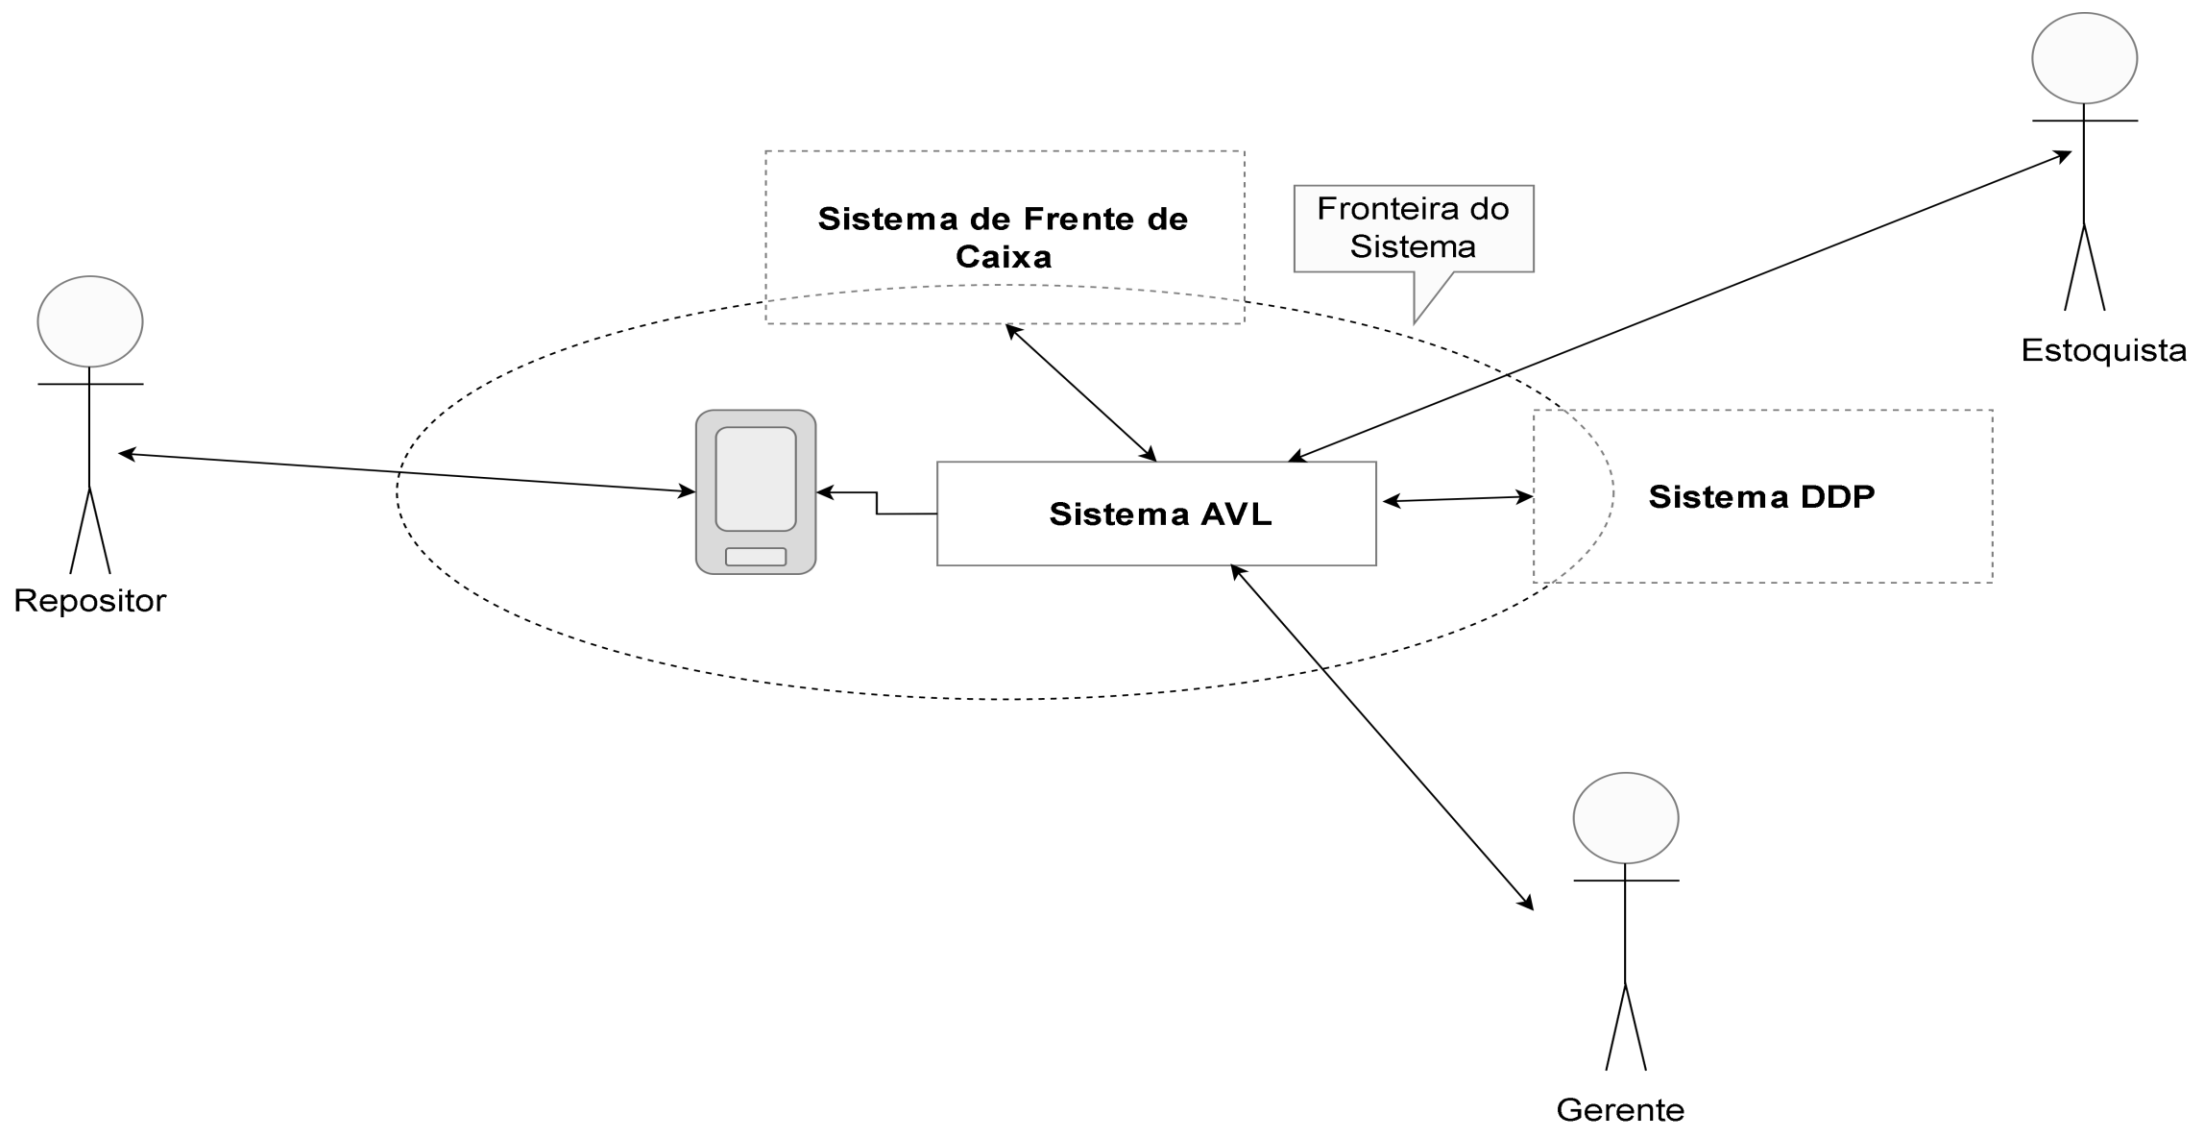 Sistema de Frente de
Caixa
Fronteira do
Sistema
Estoquista
Sistema DDP
Sistema AVL
Repositor
Gerente